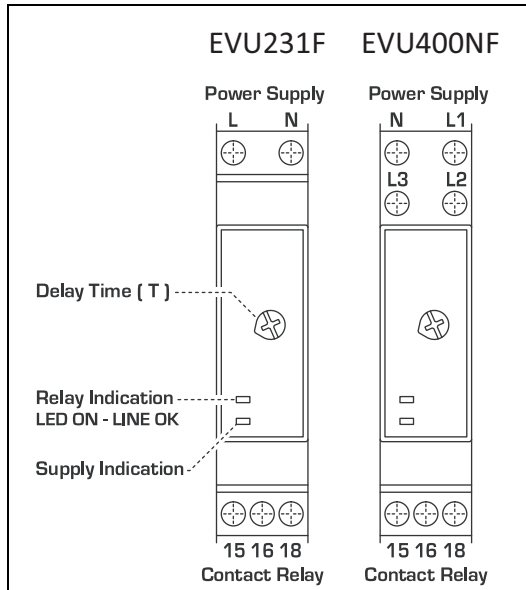 EVU231F EVU400NF
Power Supply Power Supply
L N N L1
L3 L2
Delay Time ( T )
Relay Indication
LED ON - LINE OK
Supply Indication
15 16 18 15 16 18
Contact Relay Contact Relay